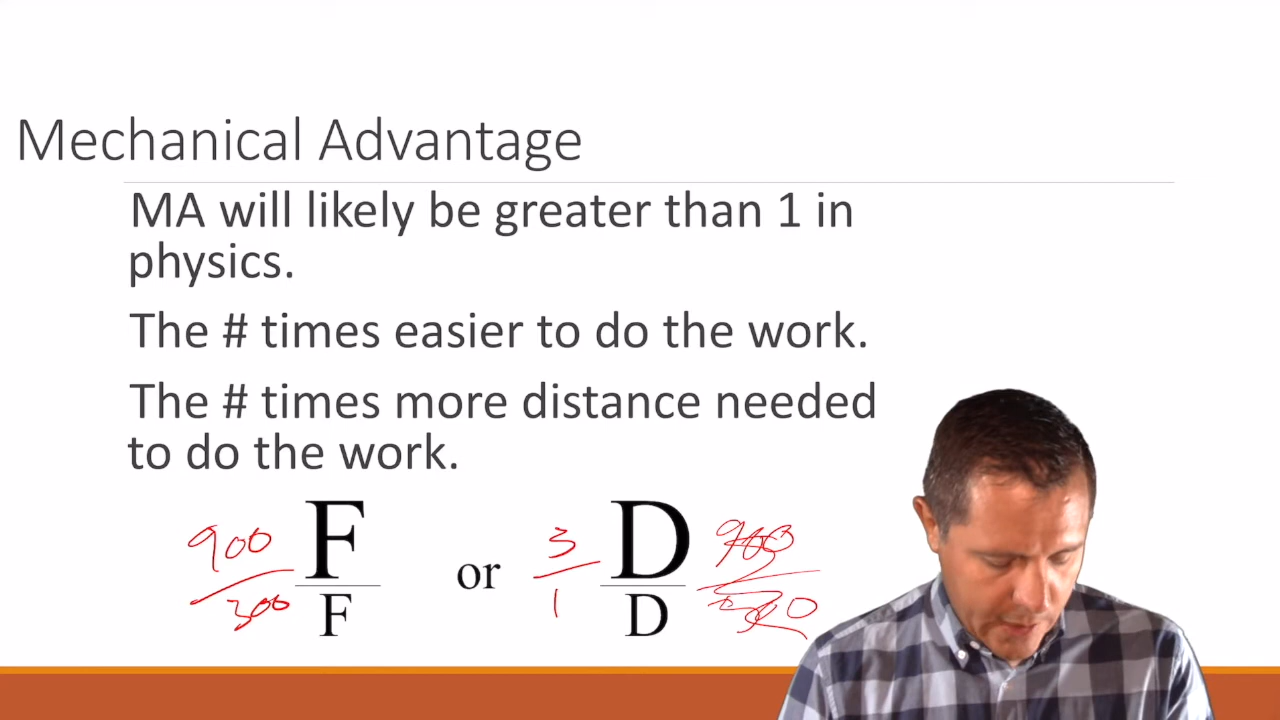 Mechanical Advantage
MA will likely be greater than 1 in
physics.
The # times easier to do the work.
The # times more distance needed
to do the work.
900 F or 3 D
300 F 1 D